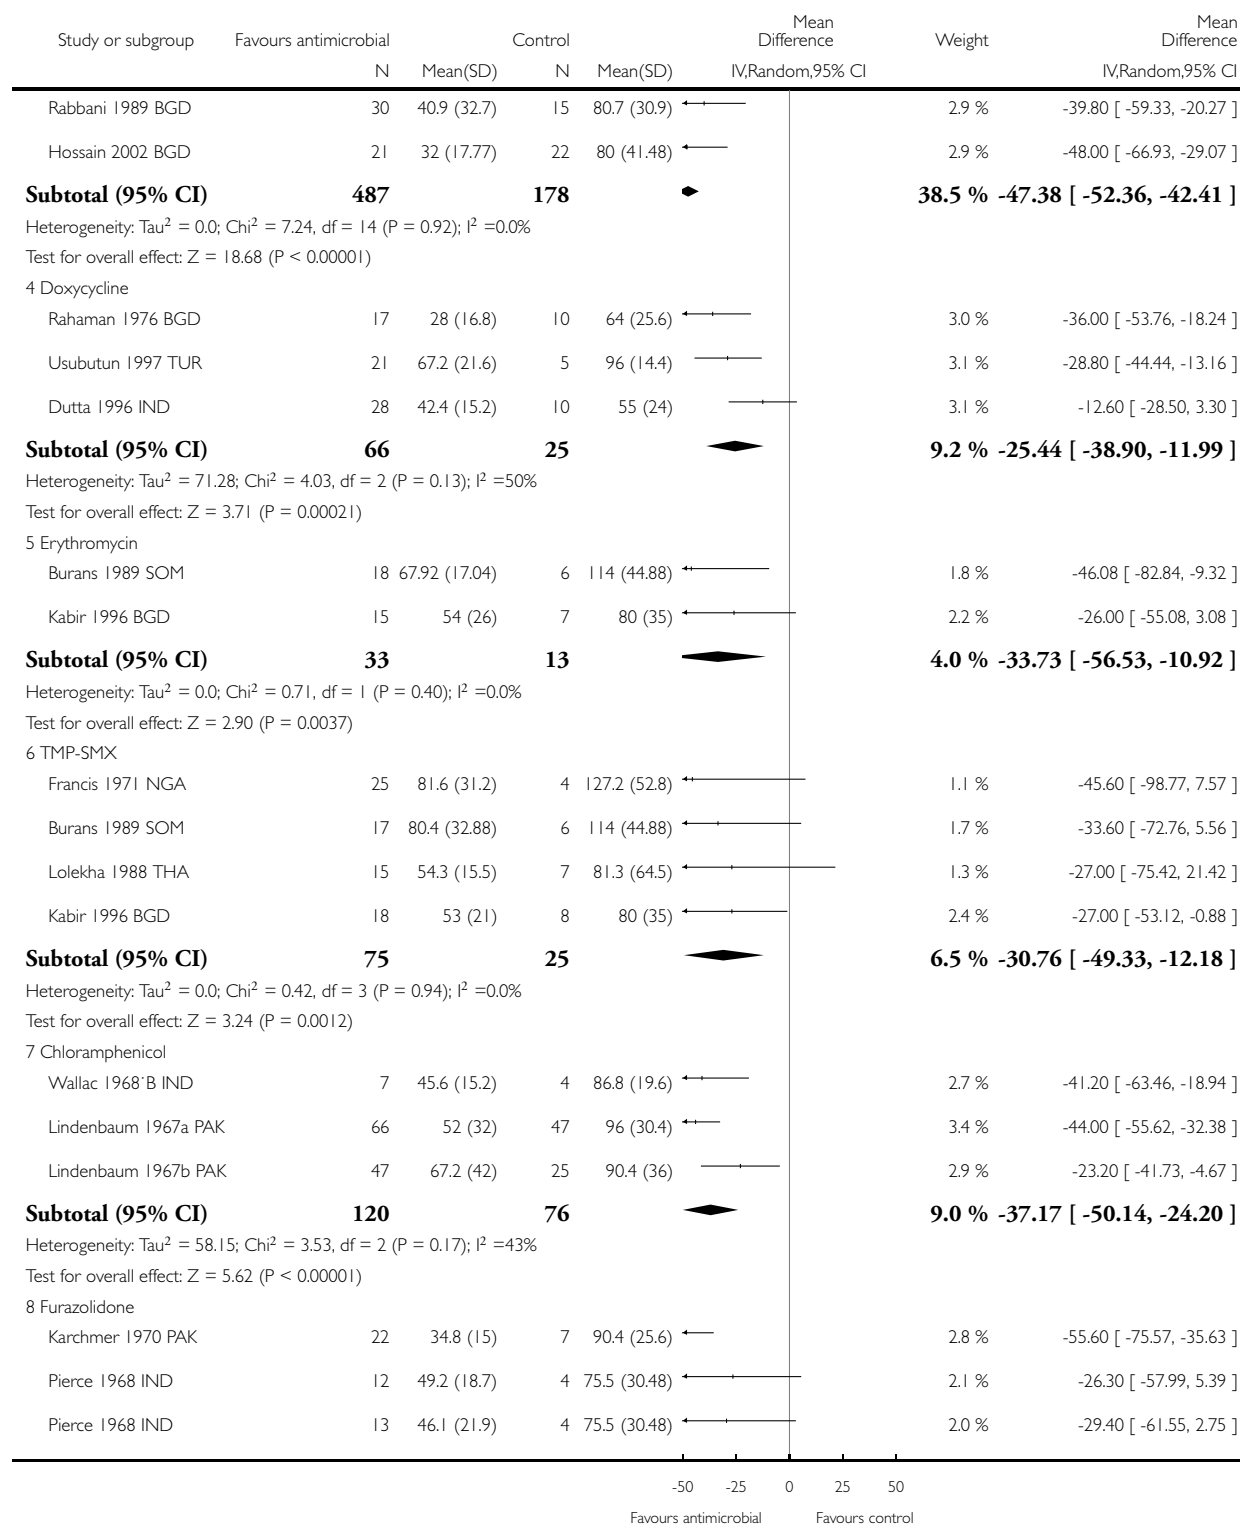 Study or subgroup Favours antimicrobial Control Mean Difference Weight Mean Difference
N Mean(SD) N Mean(SD) IV,Random,95% CI IV,Random,95% CI
Rabbani 1989 BGD 30 40.9 (32.7) 15 80.7 (30.9) 2.9 % -39.80 [ -59.33, -20.27 ]
Hossain 2002 BGD 21 32 (17.77) 22 80 (41.48) 2.9 % -48.00 [ -66.93, -29.07 ]
Subtotal (95% CI) 487 178 38.5 % -47.38 [ -52.36, -42.41 ]
Heterogeneity: Tau² = 0.0; Chi² = 7.24, df = 14 (P = 0.92); I² =0.0%
Test for overall effect: Z = 18.68 (P < 0.00001)
4 Doxycycline
Rahaman 1976 BGD 17 28 (16.8) 10 64 (25.6) 3.0 % -36.00 [ -53.76, -18.24 ]
Usubutun 1997 TUR 21 67.2 (21.6) 5 96 (14.4) 3.1 % -28.80 [ -44.44, -13.16 ]
Dutta 1996 IND 28 42.4 (15.2) 10 55 (24) 3.1 % -12.60 [ -28.50, 3.30 ]
Subtotal (95% CI) 66 25 9.2 % -25.44 [ -38.90, -11.99 ]
Heterogeneity: Tau² = 71.28; Chi² = 4.03, df = 2 (P = 0.13); I² =50%
Test for overall effect: Z = 3.71 (P = 0.00021)
5 Erythromycin
Burans 1989 SOM 18 67.92 (17.04) 6 114 (44.88) 1.8 % -46.08 [ -82.84, -9.32 ]
Kabir 1996 BGD 15 54 (26) 7 80 (35) 2.2 % -26.00 [ -55.08, 3.08 ]
Subtotal (95% CI) 33 13 4.0 % -33.73 [ -56.53, -10.92 ]
Heterogeneity: Tau² = 0.0; Chi² = 0.71, df = 1 (P = 0.40); I² =0.0%
Test for overall effect: Z = 2.90 (P = 0.0037)
6 TMP-SMX
Francis 1971 NGA 25 81.6 (31.2) 4 127.2 (52.8) 1.1 % -45.60 [ -98.77, 7.57 ]
Burans 1989 SOM 17 80.4 (32.88) 6 114 (44.88) 1.7 % -33.60 [ -72.76, 5.56 ]
Lolekha 1988 THA 15 54.3 (15.5) 7 81.3 (64.5) 1.3 % -27.00 [ -75.42, 21.42 ]
Kabir 1996 BGD 18 53 (21) 8 80 (35) 2.4 % -27.00 [ -53.12, -0.88 ]
Subtotal (95% CI) 75 25 6.5 % -30.76 [ -49.33, -12.18 ]
Heterogeneity: Tau² = 0.0; Chi² = 0.42, df = 3 (P = 0.94); I² =0.0%
Test for overall effect: Z = 3.24 (P = 0.0012)
7 Chloramphenicol
Wallac 1968˙B IND 7 45.6 (15.2) 4 86.8 (19.6) 2.7 % -41.20 [ -63.46, -18.94 ]
Lindenbaum 1967a PAK 66 52 (32) 47 96 (30.4) 3.4 % -44.00 [ -55.62, -32.38 ]
Lindenbaum 1967b PAK 47 67.2 (42) 25 90.4 (36) 2.9 % -23.20 [ -41.73, -4.67 ]
Subtotal (95% CI) 120 76 9.0 % -37.17 [ -50.14, -24.20 ]
Heterogeneity: Tau² = 58.15; Chi² = 3.53, df = 2 (P = 0.17); I² =43%
Test for overall effect: Z = 5.62 (P < 0.00001)
8 Furazolidone
Karchmer 1970 PAK 22 34.8 (15) 7 90.4 (25.6) 2.8 % -55.60 [ -75.57, -35.63 ]
Pierce 1968 IND 12 49.2 (18.7) 4 75.5 (30.48) 2.1 % -26.30 [ -57.99, 5.39 ]
Pierce 1968 IND 13 46.1 (21.9) 4 75.5 (30.48) 2.0 % -29.40 [ -61.55, 2.75 ]
-50 -25 0 25 50
Favours antimicrobial Favours control